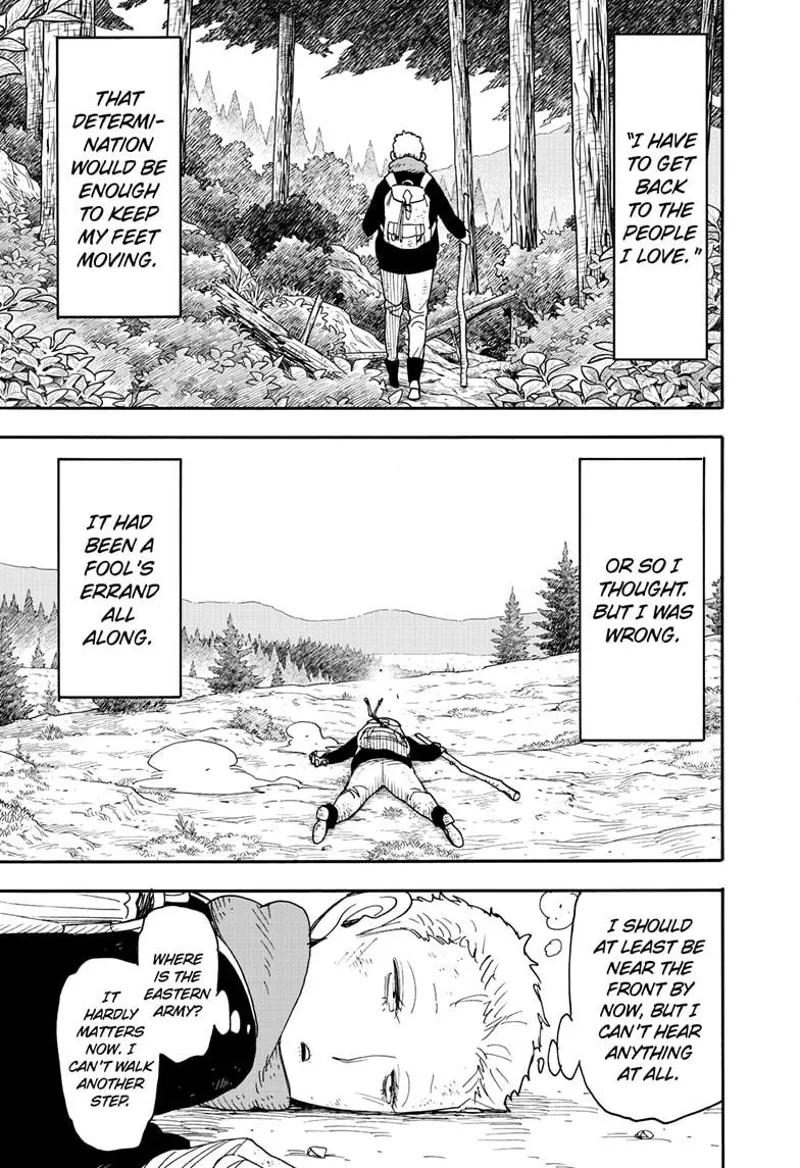 "I HAVE
TO GET
BACK
TO THE
PEOPLE
I LOVE."
THAT
DETERMI-
NATION
WOULD BE
ENOUGH
TO KEEP
MY FEET
MOVING.
OR SO I
THOUGHT.
BUT I WAS
WRONG.
IT HAD
BEEN A
FOOL'S
ERRAND
ALL
ALONG.
I SHOULD
AT LEAST BE
NEAR THE
FRONT BY
NOW, BUT I
CAN'T HEAR
ANYTHING
AT ALL.
WHERE
IS THE
EASTERN
ARMY?
IT
HARDLY
MATTERS
NOW. I
CAN'T WALK
ANOTHER
STEP.